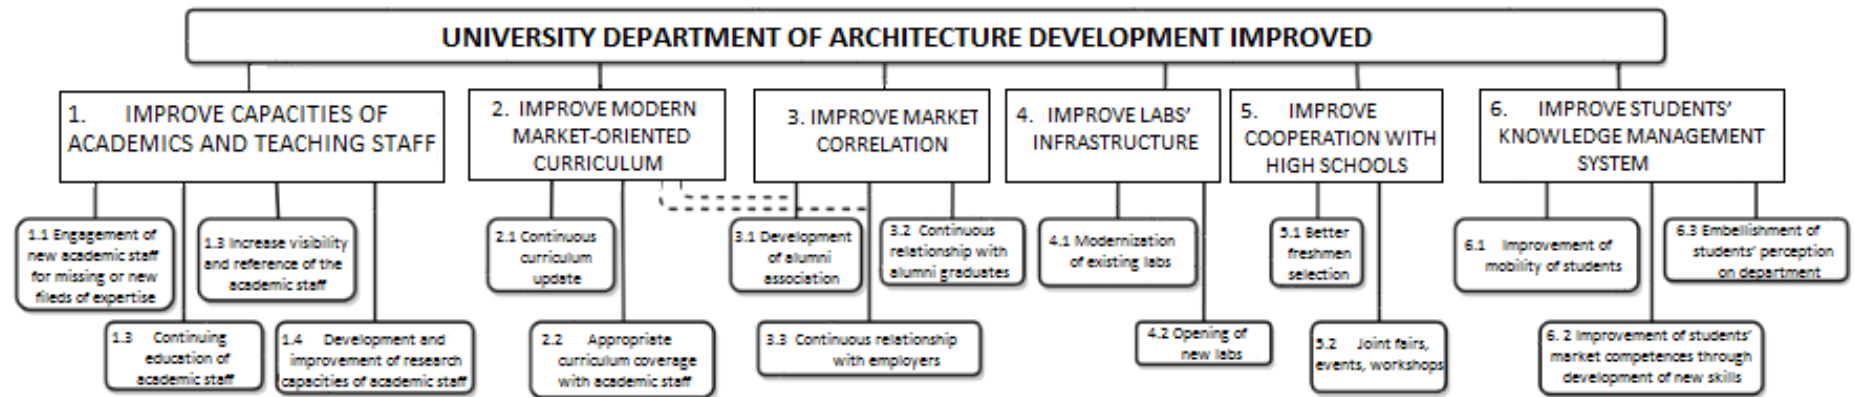 UNIVERSITY DEPARTMENT OF ARCHITECTURE DEVELOPMENT IMPROVED
1. IMPROVE CAPACITIES OF
ACADEMICS AND TEACHING STAFF
2. IMPROVE MODERN
MARKET-ORIENTED
CURRICULUM
3. IMPROVE MARKET
CORRELATION
4. IMPROVE LABS'
INFRASTRUCTURE
5. IMPROVE
COOPERATION WITH
HIGH SCHOOLS
6. IMPROVE STUDENTS'
KNOWLEDGE MANAGEMENT
SYSTEM
1.1 Engagement of
new academic staff
for missing or new
fileds of expertise
1.3 Increase visibility
and reference of the
academic staff
2.1 Continuous
curriculum
update
3.1 Development
of alumni
association
3.2 Continuous
relationship with
alumni graduates
4.1 Modernization
of existing labs
5.1 Better
freshmen
selection
6.1 Improvement of
mobility of students
6.3 Embellishment of
students' perception
on department
1.3 Continuing
education of
academic staff
1.4 Development and
improvement of research
capacities of academic staff
2.2 Appropriate
curriculum coverage
with academic staff
3.3 Continuous relationship
with employers
4.2 Opening of
new labs
5.2 Joint fairs,
events, workshops
6. 2 Improvement of students'
market competences through
development of new skills